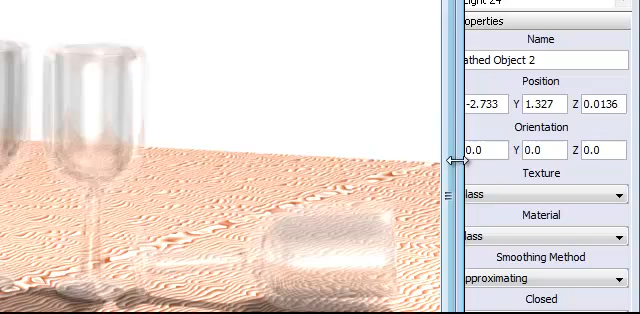 ight 24
operties
Name
athed Object 2
Position
-2.733 Y 1.327 Z 0.0136
Orientation
0.0 Y 0.0 Z 0.0
Texture
lass
Material
lass
Smoothing Method
pproximating
Closed